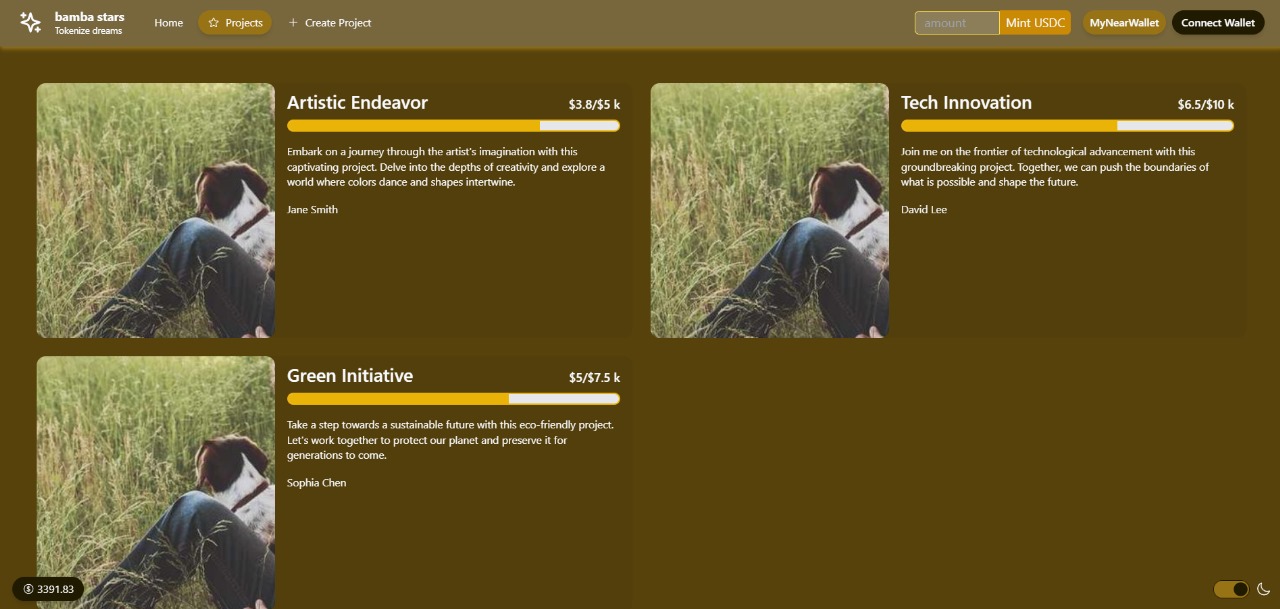 bamba stars
Tokenize dreams
Home
Projects
Create Project
amount
Mint USDC
MyNearWallet
Connect Wallet
Artistic Endeavor
$3.8/$5 k
Embark on a journey through the artist's imagination with this
captivating project. Delve into the depths of creativity and explore a
world where colors dance and shapes intertwine.
Jane Smith
Tech Innovation
$6.5/$10 k
Join me on the frontier of technological advancement with this
groundbreaking project. Together, we can push the boundaries of
what is possible and shape the future.
David Lee
Green Initiative
$5/$7.5 k
Take a step towards a sustainable future with this eco-friendly project.
Let's work together to protect our planet and preserve it for
generations to come.
Sophia Chen
3391.83